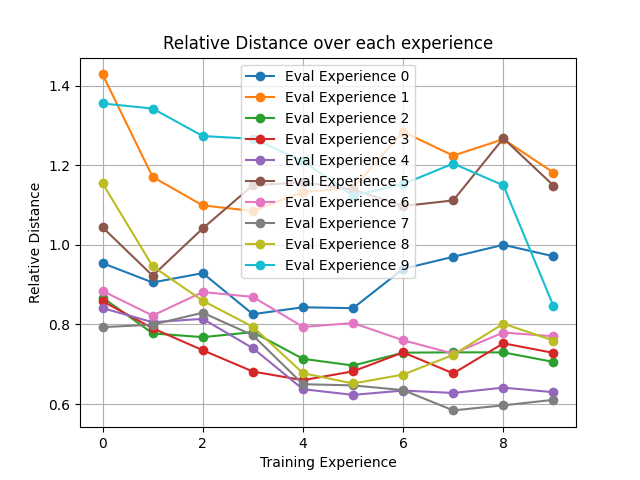 Relative Distance over each experience
Relative Distance
1.4
1.2
1.0
0.8
0.6
Eval Experience 0
Eval Experience 1
Eval Experience 2
Eval Experience 3
Eval Experience 4
Eval Experience 5
Eval Experience 6
Eval Experience 7
Eval Experience 8
Eval Experience 9
0 2 4 6 8
Training Experience